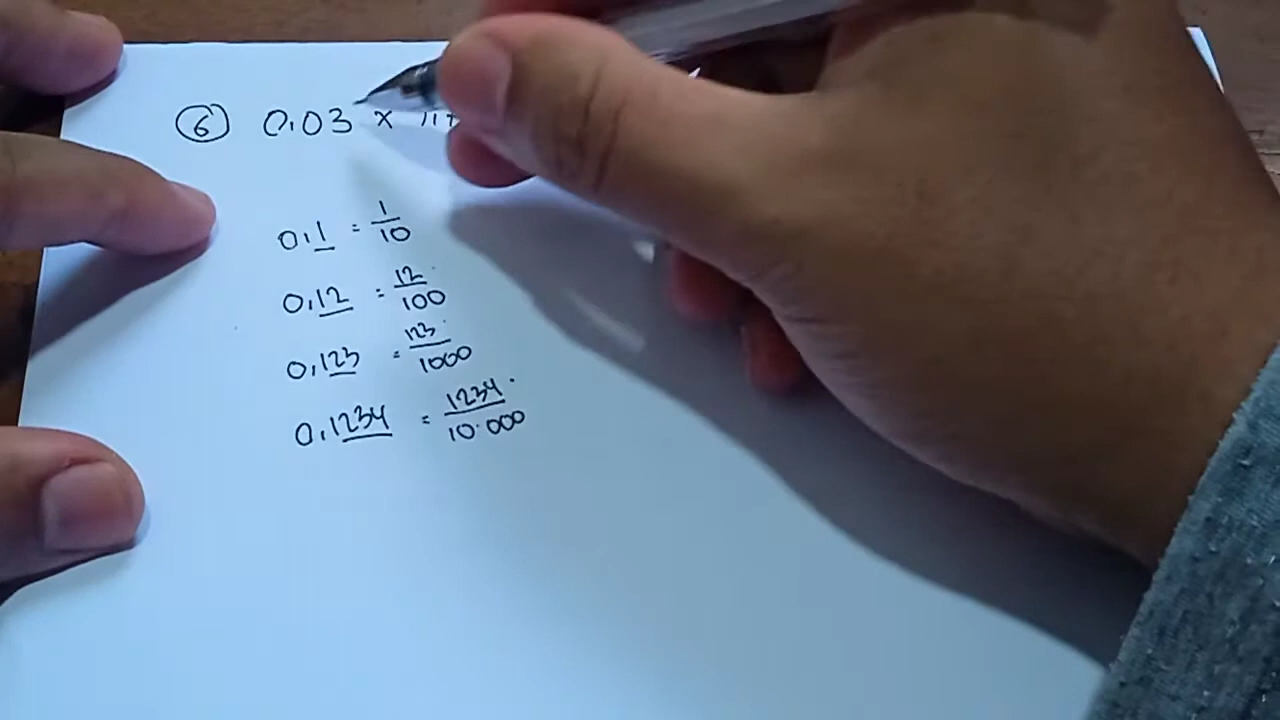 6 0,03 x
0,1 = 1/10
0,12 = 12/100
0,123 = 123/1000
0,1234 = 1234/10.000